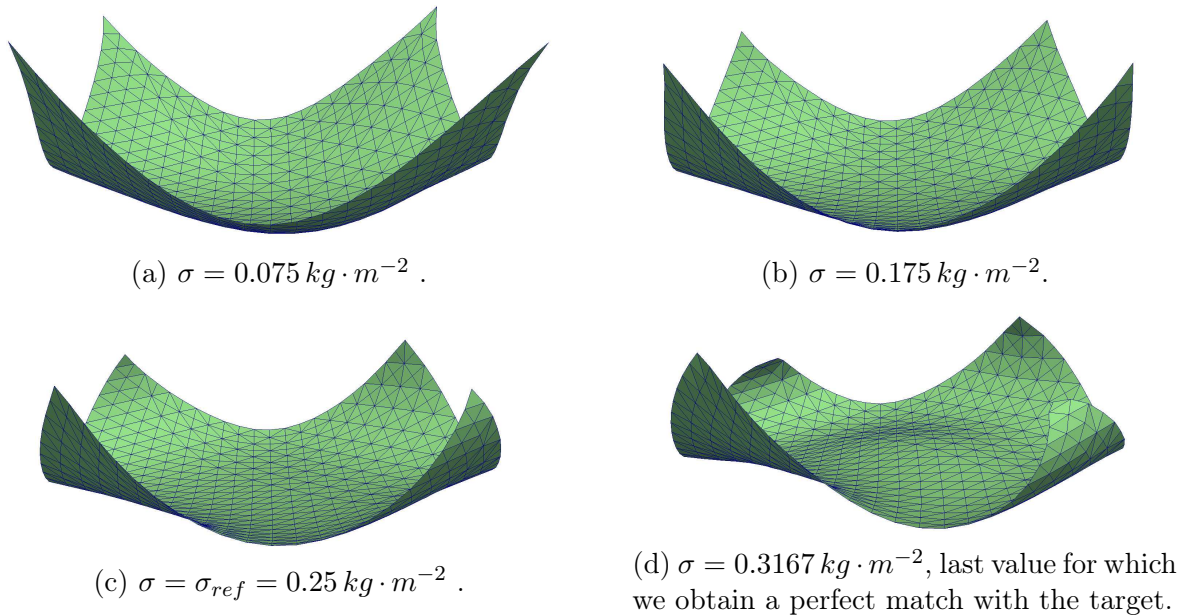 (a) σ = 0.075 kg · m⁻² .
(b) σ = 0.175 kg · m⁻².
(c) σ = σ_ref = 0.25 kg · m⁻² .
(d) σ = 0.3167 kg · m⁻², last value for which
we obtain a perfect match with the target.